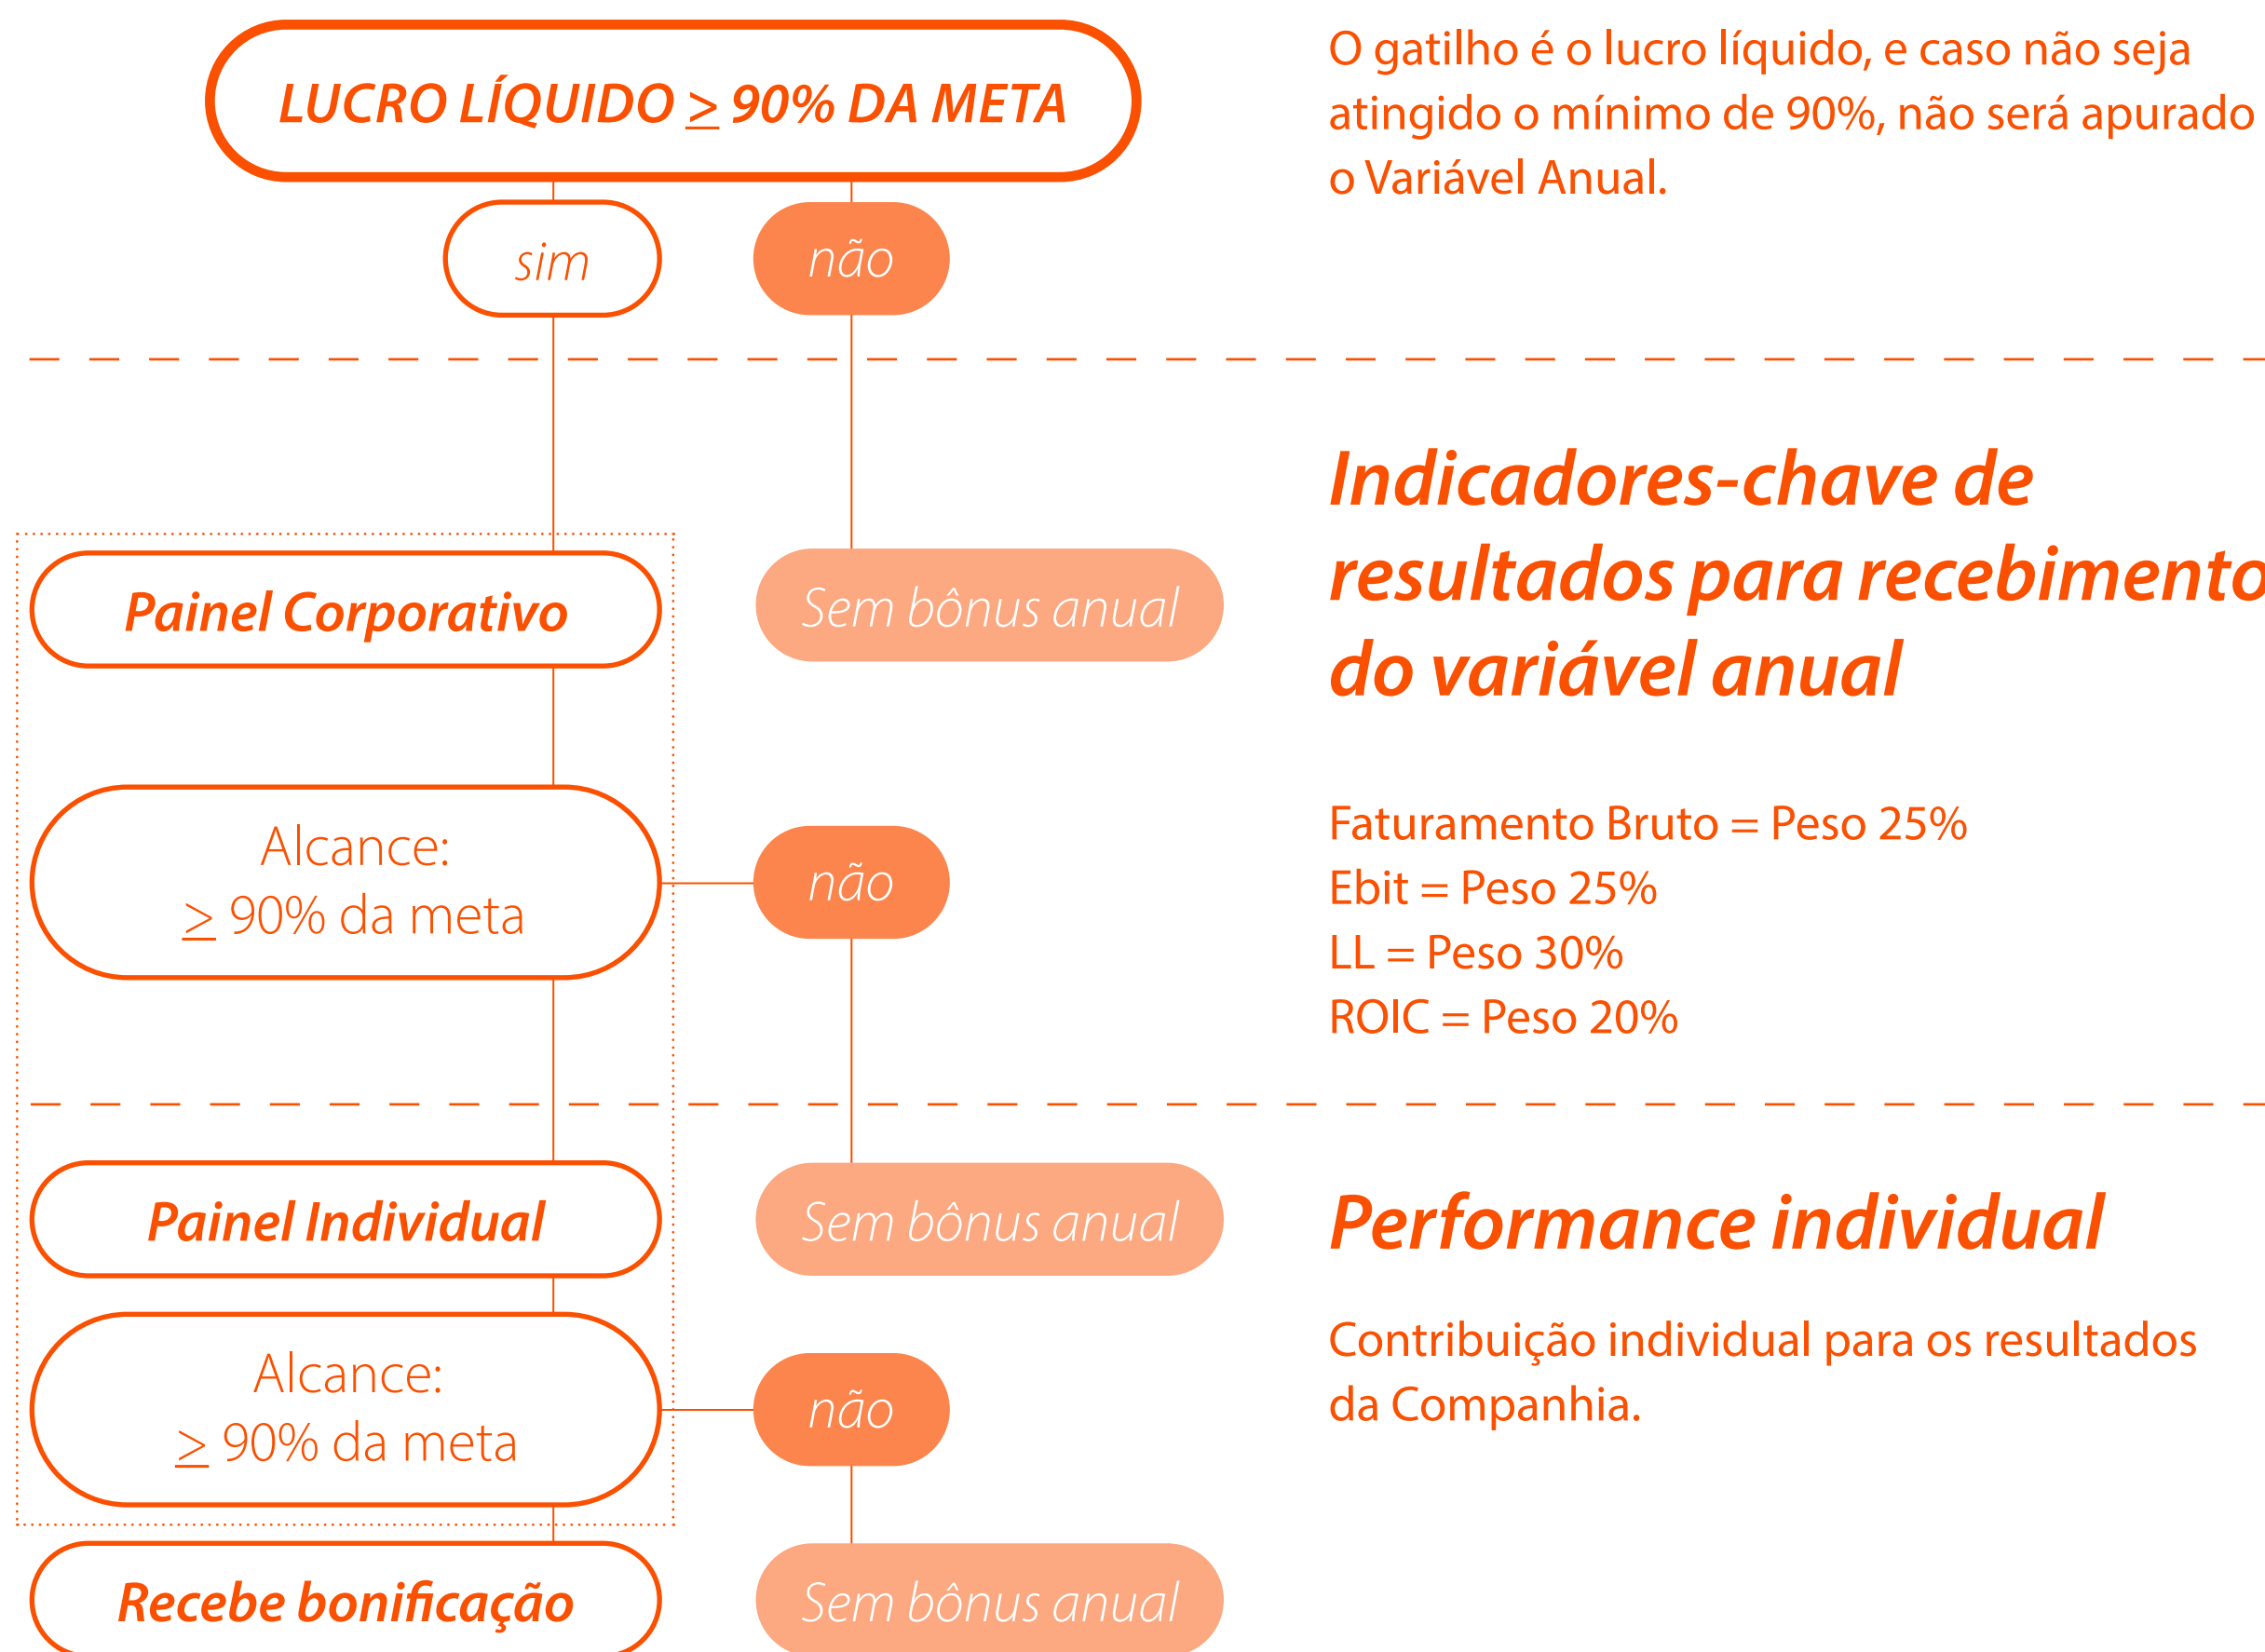 LUCRO LÍQUIDO ≥ 90% DA META
O gatilho é o lucro líquido, e caso não seja
atingido o mínimo de 90%, não será apurado
o Variável Anual.
sim
não
Indicadores-chave de
resultados para recebimento
do variável anual
Painel Corporativo
Sem bônus anual
Alcance:
≥ 90% da meta
não
Faturamento Bruto = Peso 25%
Ebit = Peso 25%
LL = Peso 30%
ROIC = Peso 20%
Painel Individual
Sem bônus anual
Performance individual
Alcance:
≥ 90% da meta
não
Contribuição individual para os resultados
da Companhia.
Recebe bonificação
Sem bônus anual